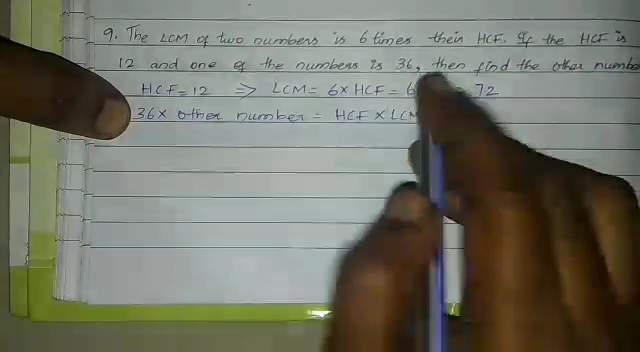 9. The LCM of two numbers is 6 times their HCF. If the HCF is
12 and one of the numbers is 36, then find the other numbe
HCF = 12 ⇒ LCM = 6 × HCF = 6 72
36 × other number = HCF × LCM